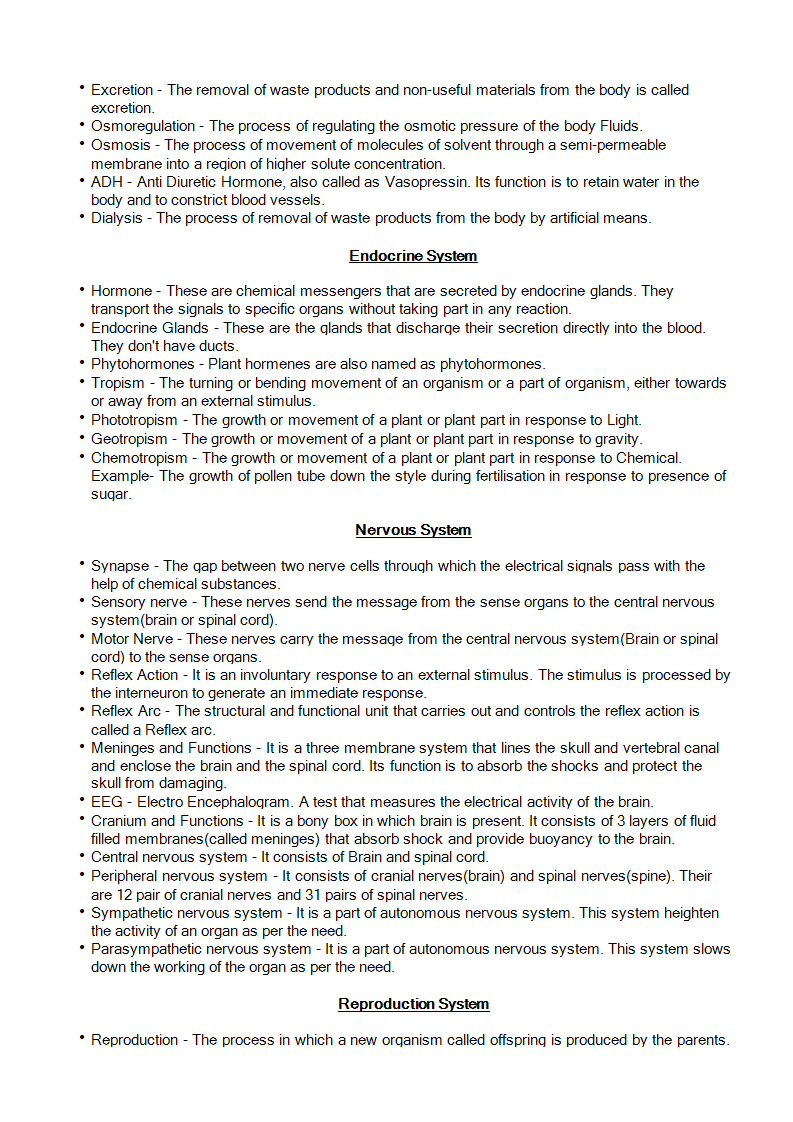 • Excretion - The removal of waste products and non-useful materials from the body is called
excretion.
• Osmoregulation - The process of regulating the osmotic pressure of the body Fluids.
• Osmosis - The process of movement of molecules of solvent through a semi-permeable
membrane into a region of higher solute concentration.
• ADH - Anti Diuretic Hormone, also called as Vasopressin. Its function is to retain water in the
body and to constrict blood vessels.
• Dialysis - The process of removal of waste products from the body by artificial means.
Endocrine System
• Hormone - These are chemical messengers that are secreted by endocrine glands. They
transport the signals to specific organs without taking part in any reaction.
• Endocrine Glands - These are the glands that discharge their secretion directly into the blood.
They don't have ducts.
• Phytohormones - Plant hormenes are also named as phytohormones.
• Tropism - The turning or bending movement of an organism or a part of organism, either towards
or away from an external stimulus.
• Phototropism - The growth or movement of a plant or plant part in response to Light.
• Geotropism - The growth or movement of a plant or plant part in response to gravity.
• Chemotropism - The growth or movement of a plant or plant part in response to Chemical.
Example- The growth of pollen tube down the style during fertilisation in response to presence of
sugar.
Nervous System
• Synapse - The gap between two nerve cells through which the electrical signals pass with the
help of chemical substances.
• Sensory nerve - These nerves send the message from the sense organs to the central nervous
system(brain or spinal cord).
• Motor Nerve - These nerves carry the message from the central nervous system(Brain or spinal
cord) to the sense organs.
• Reflex Action - It is an involuntary response to an external stimulus. The stimulus is processed by
the interneuron to generate an immediate response.
• Reflex Arc - The structural and functional unit that carries out and controls the reflex action is
called a Reflex arc.
• Meninges and Functions - It is a three membrane system that lines the skull and vertebral canal
and enclose the brain and the spinal cord. Its function is to absorb the shocks and protect the
skull from damaging.
• EEG - Electro Encephalogram. A test that measures the electrical activity of the brain.
• Cranium and Functions - It is a bony box in which brain is present. It consists of 3 layers of fluid
filled membranes(called meninges) that absorb shock and provide buoyancy to the brain.
• Central nervous system - It consists of Brain and spinal cord.
• Peripheral nervous system - It consists of cranial nerves(brain) and spinal nerves(spine). Their
are 12 pair of cranial nerves and 31 pairs of spinal nerves.
• Sympathetic nervous system - It is a part of autonomous nervous system. This system heighten
the activity of an organ as per the need.
• Parasympathetic nervous system - It is a part of autonomous nervous system. This system slows
down the working of the organ as per the need.
Reproduction System
• Reproduction - The process in which a new organism called offspring is produced by the parents.